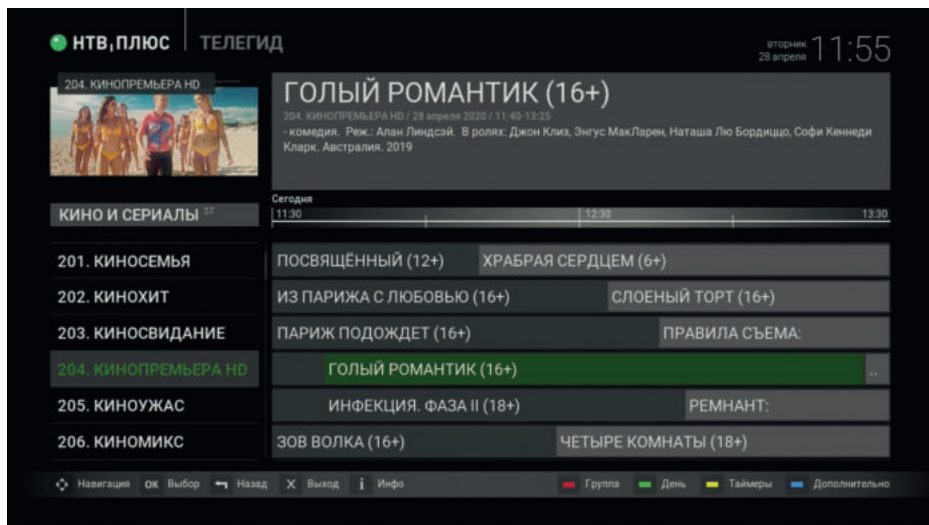 НТВ ПЛЮС ТЕЛЕГИД
вторник
28 апреля
11:55
204. КИНОПРЕМЬЕРА HD
ГОЛЫЙ РОМАНТИК (16+)
204. КИНОПРЕМЬЕРА HD / 28 апреля 2020 / 11:40-13:25
- комедия. Реж.: Алан Линдсэй. В ролях: Джон Клиз, Энгус МакЛарен, Наташа Лю Бордиццо, Софи Кеннеди
Кларк. Австралия. 2019
КИНО И СЕРИАЛЫ 57
Сегодня
11:30 12:30 13:30
201. КИНОСЕМЬЯ ПОСВЯЩЁННЫЙ (12+) ХРАБРАЯ СЕРДЦЕМ (6+)
202. КИНОХИТ ИЗ ПАРИЖА С ЛЮБОВЬЮ (16+) СЛОЕНЫЙ ТОРТ (16+)
203. КИНОСВИДАНИЕ ПАРИЖ ПОДОЖДЕТ (16+) ПРАВИЛА СЪЕМА:
204. КИНОПРЕМЬЕРА HD ГОЛЫЙ РОМАНТИК (16+) ..
205. КИНОУЖАС ИНФЕКЦИЯ. ФАЗА II (18+) РЕМНАНТ:
206. КИНОМИКС ЗОВ ВОЛКА (16+) ЧЕТЫРЕ КОМНАТЫ (18+)
Навигация OK Выбор Назад X Выход i Инфо Группа День Таймеры Дополнительно